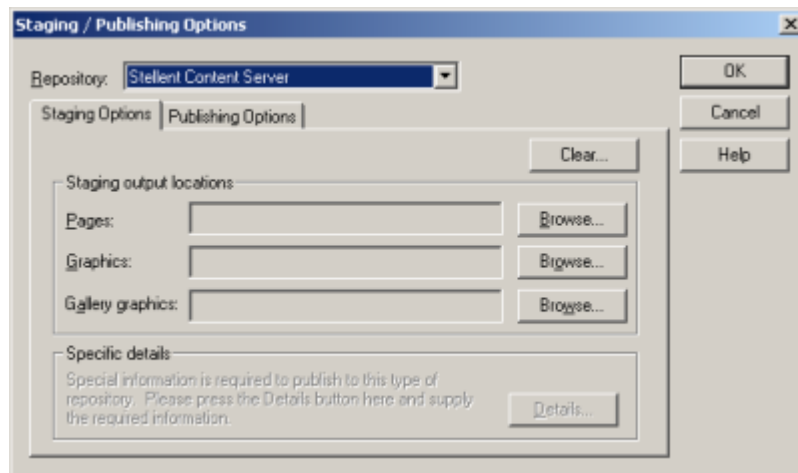 Staging / Publishing Options
Repository: Stellent Content Server
OK
Staging Options Publishing Options
Cancel
Clear...
Help
Staging output locations
Pages: Browse...
Graphics: Browse...
Gallery graphics: Browse...
Specific details
Special information is required to publish to this type of
repository. Please press the Details button here and supply
the required information.
Details...